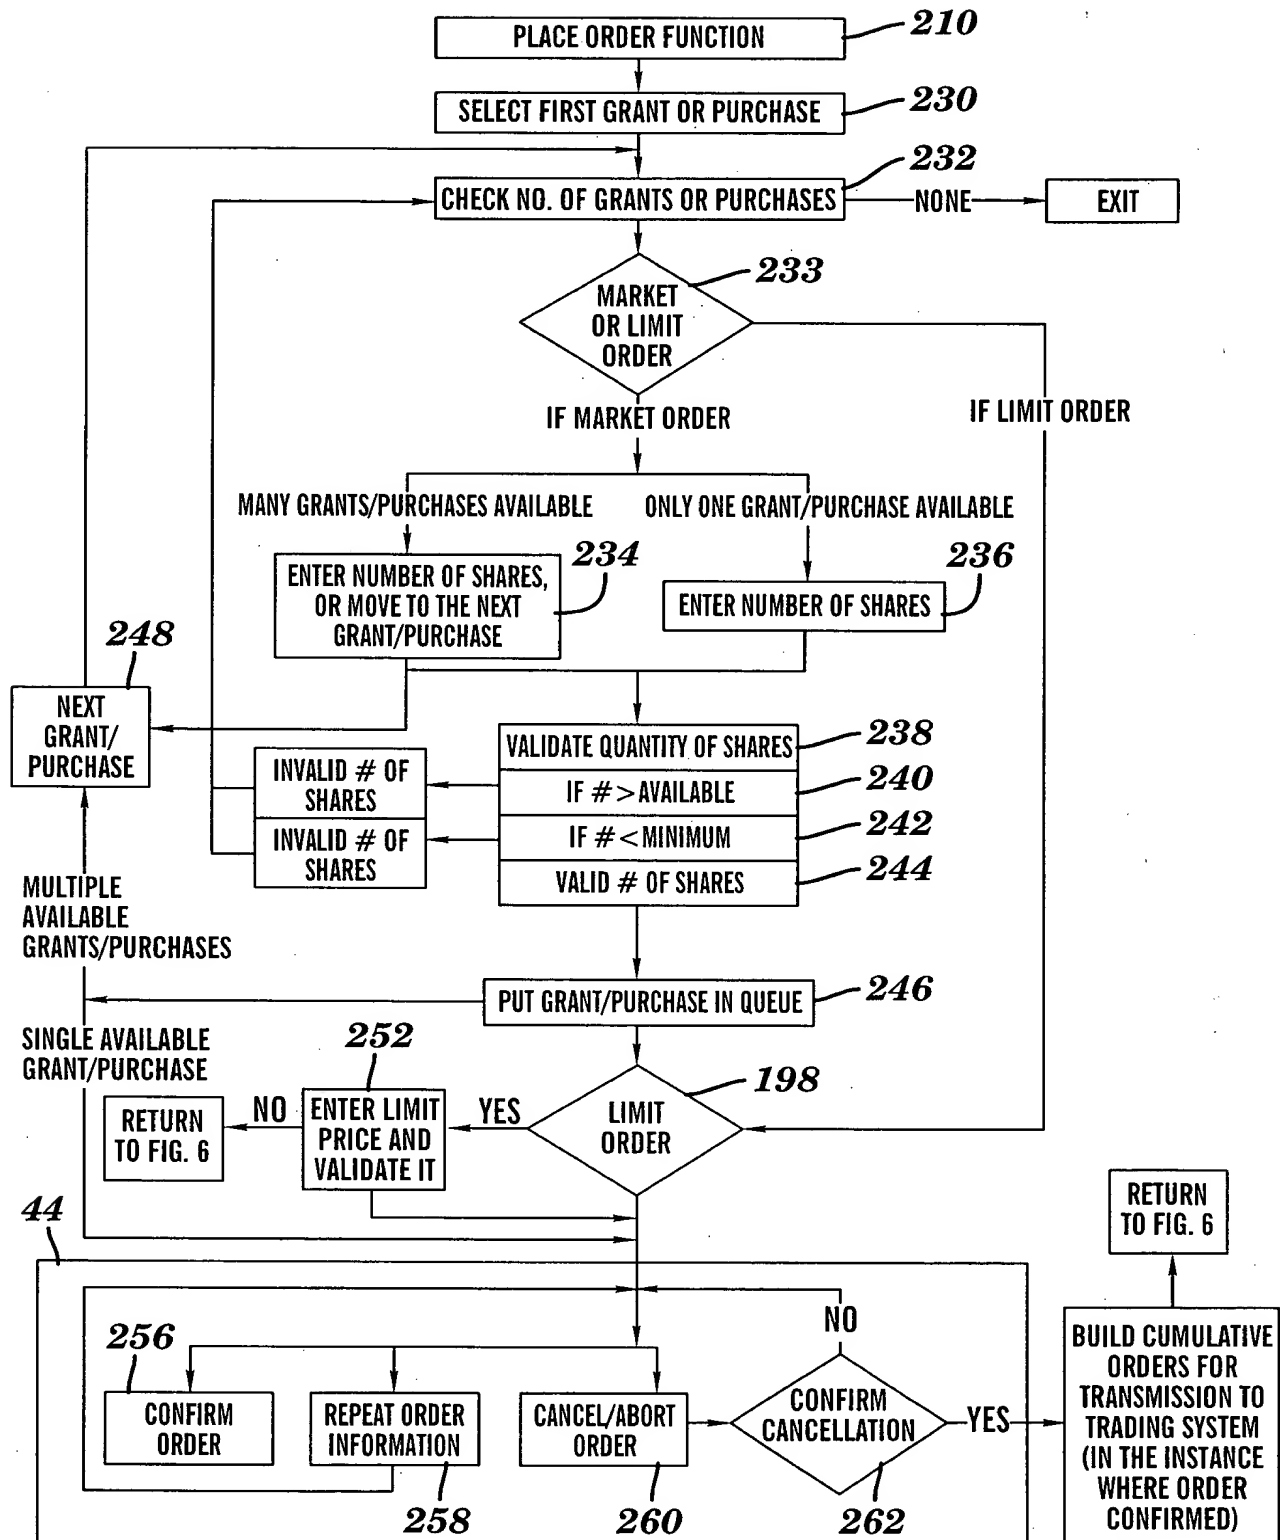 PLACE ORDER FUNCTION
210
SELECT FIRST GRANT OR PURCHASE
230
CHECK NO. OF GRANTS OR PURCHASES
232
NONE
EXIT
MARKET
OR LIMIT
ORDER
233
IF MARKET ORDER
IF LIMIT ORDER
MANY GRANTS/PURCHASES AVAILABLE
ONLY ONE GRANT/PURCHASE AVAILABLE
ENTER NUMBER OF SHARES,
OR MOVE TO THE NEXT
GRANT/PURCHASE
234
ENTER NUMBER OF SHARES
236
248
NEXT
GRANT/
PURCHASE
VALIDATE QUANTITY OF SHARES
238
INVALID # OF
SHARES
IF #>AVAILABLE
240
INVALID # OF
SHARES
IF #<MINIMUM
242
VALID # OF SHARES
244
MULTIPLE
AVAILABLE
GRANTS/PURCHASES
PUT GRANT/PURCHASE IN QUEUE
246
SINGLE AVAILABLE
GRANT/PURCHASE
252
RETURN
TO FIG. 6
NO
ENTER LIMIT
PRICE AND
VALIDATE IT
YES
LIMIT
ORDER
198
44
RETURN
TO FIG. 6
NO
256
CONFIRM
ORDER
REPEAT ORDER
INFORMATION
258
CANCEL/ABORT
ORDER
260
CONFIRM
CANCELLATION
262
YES
BUILD CUMULATIVE
ORDERS FOR
TRANSMISSION TO
TRADING SYSTEM
(IN THE INSTANCE
WHERE ORDER
CONFIRMED)